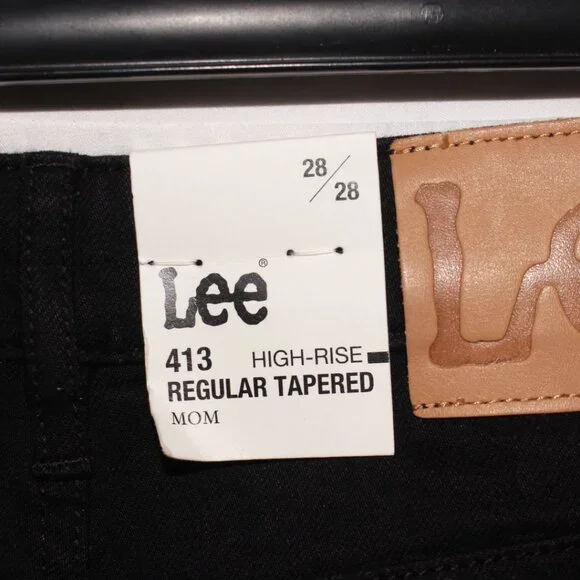 28/28
Lee®
413 HIGH-RISE
REGULAR TAPERED
MOM
Lee